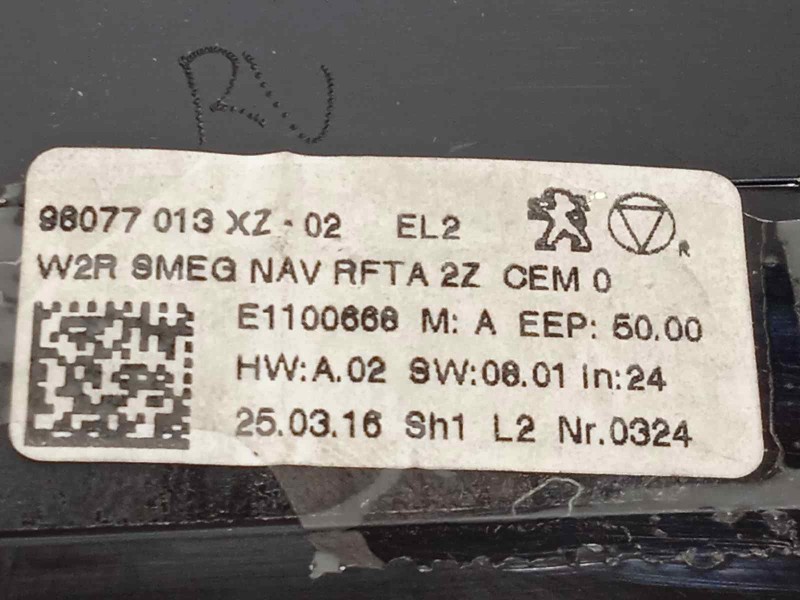 RV
98077 013 XZ - 02 EL2
R
W2R SMEG NAV RFTA 2Z CEM 0
E1100668 M: A EEP: 50.00
HW:A.02 SW:08.01 In:24
25.03.16 Sh1 L2 Nr.0324